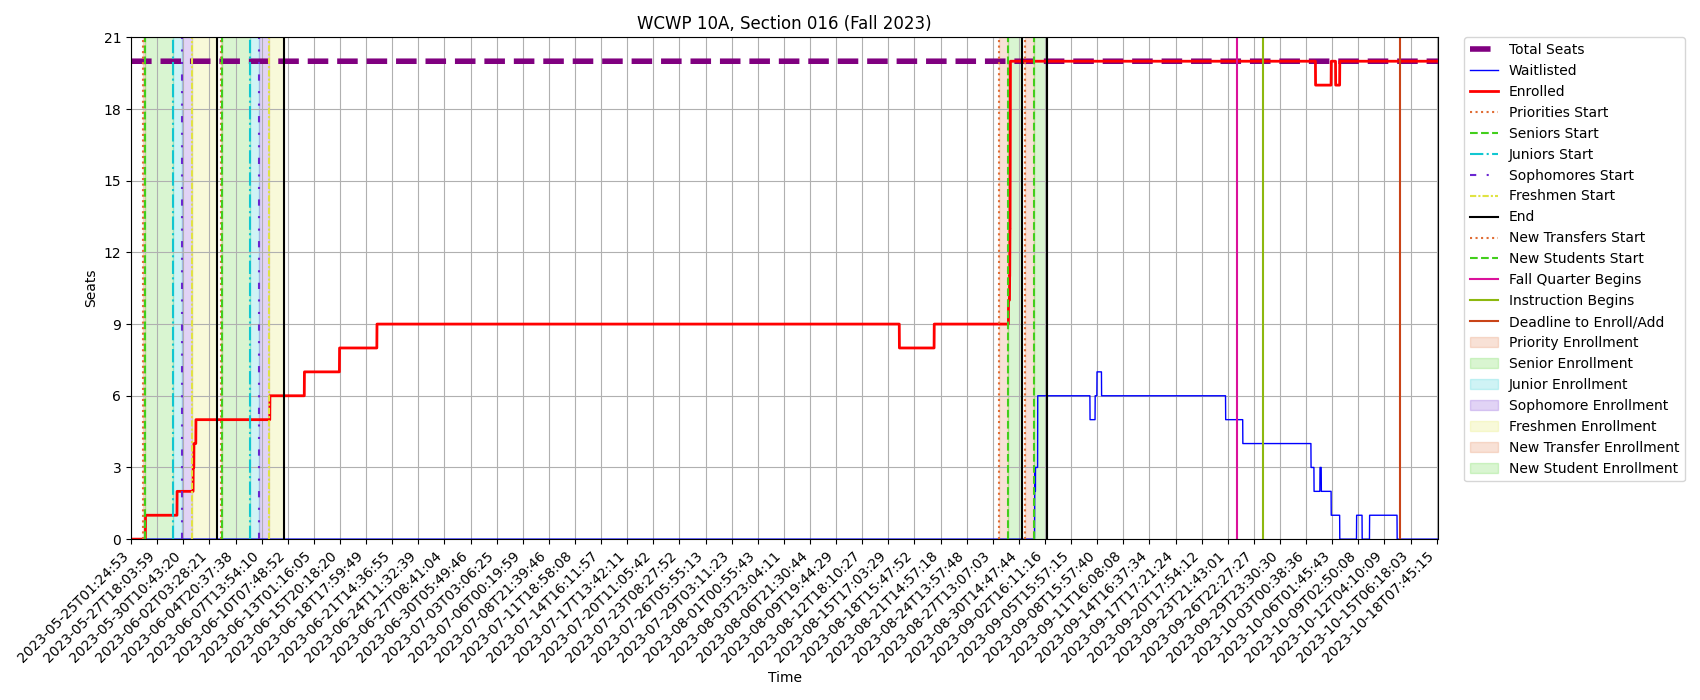 WCWP 10A, Section 016 (Fall 2023)
Seats
21
18
15
12
9
6
3
0
2023-05-25T01:24:53
2023-05-27T18:03:59
2023-05-30T10:43:20
2023-06-02T03:28:21
2023-06-04T20:37:38
2023-06-07T13:54:10
2023-06-10T07:48:52
2023-06-13T01:16:05
2023-06-15T20:18:20
2023-06-18T17:59:49
2023-06-21T14:36:55
2023-06-24T11:32:39
2023-06-27T08:41:04
2023-06-30T05:49:46
2023-07-03T03:06:25
2023-07-06T00:19:59
2023-07-08T21:39:46
2023-07-11T18:58:08
2023-07-14T16:11:57
2023-07-17T13:42:11
2023-07-20T11:05:42
2023-07-23T08:27:52
2023-07-26T05:55:13
2023-07-29T03:11:23
2023-08-01T00:55:43
2023-08-03T23:04:11
2023-08-06T21:30:44
2023-08-09T19:44:29
2023-08-12T18:10:27
2023-08-15T17:03:29
2023-08-18T15:47:52
2023-08-21T14:57:18
2023-08-24T13:57:48
2023-08-27T13:07:03
2023-08-30T14:47:44
2023-09-02T16:11:16
2023-09-05T15:57:15
2023-09-08T15:57:40
2023-09-11T16:08:08
2023-09-14T16:37:34
2023-09-17T17:21:24
2023-09-20T17:54:12
2023-09-23T21:43:01
2023-09-26T22:27:27
2023-09-29T23:30:30
2023-10-03T00:38:36
2023-10-06T01:45:43
2023-10-09T02:50:08
2023-10-12T04:10:09
2023-10-15T06:18:03
2023-10-18T07:45:15
Time
Total Seats
Waitlisted
Enrolled
Priorities Start
Seniors Start
Juniors Start
Sophomores Start
Freshmen Start
End
New Transfers Start
New Students Start
Fall Quarter Begins
Instruction Begins
Deadline to Enroll/Add
Priority Enrollment
Senior Enrollment
Junior Enrollment
Sophomore Enrollment
Freshmen Enrollment
New Transfer Enrollment
New Student Enrollment